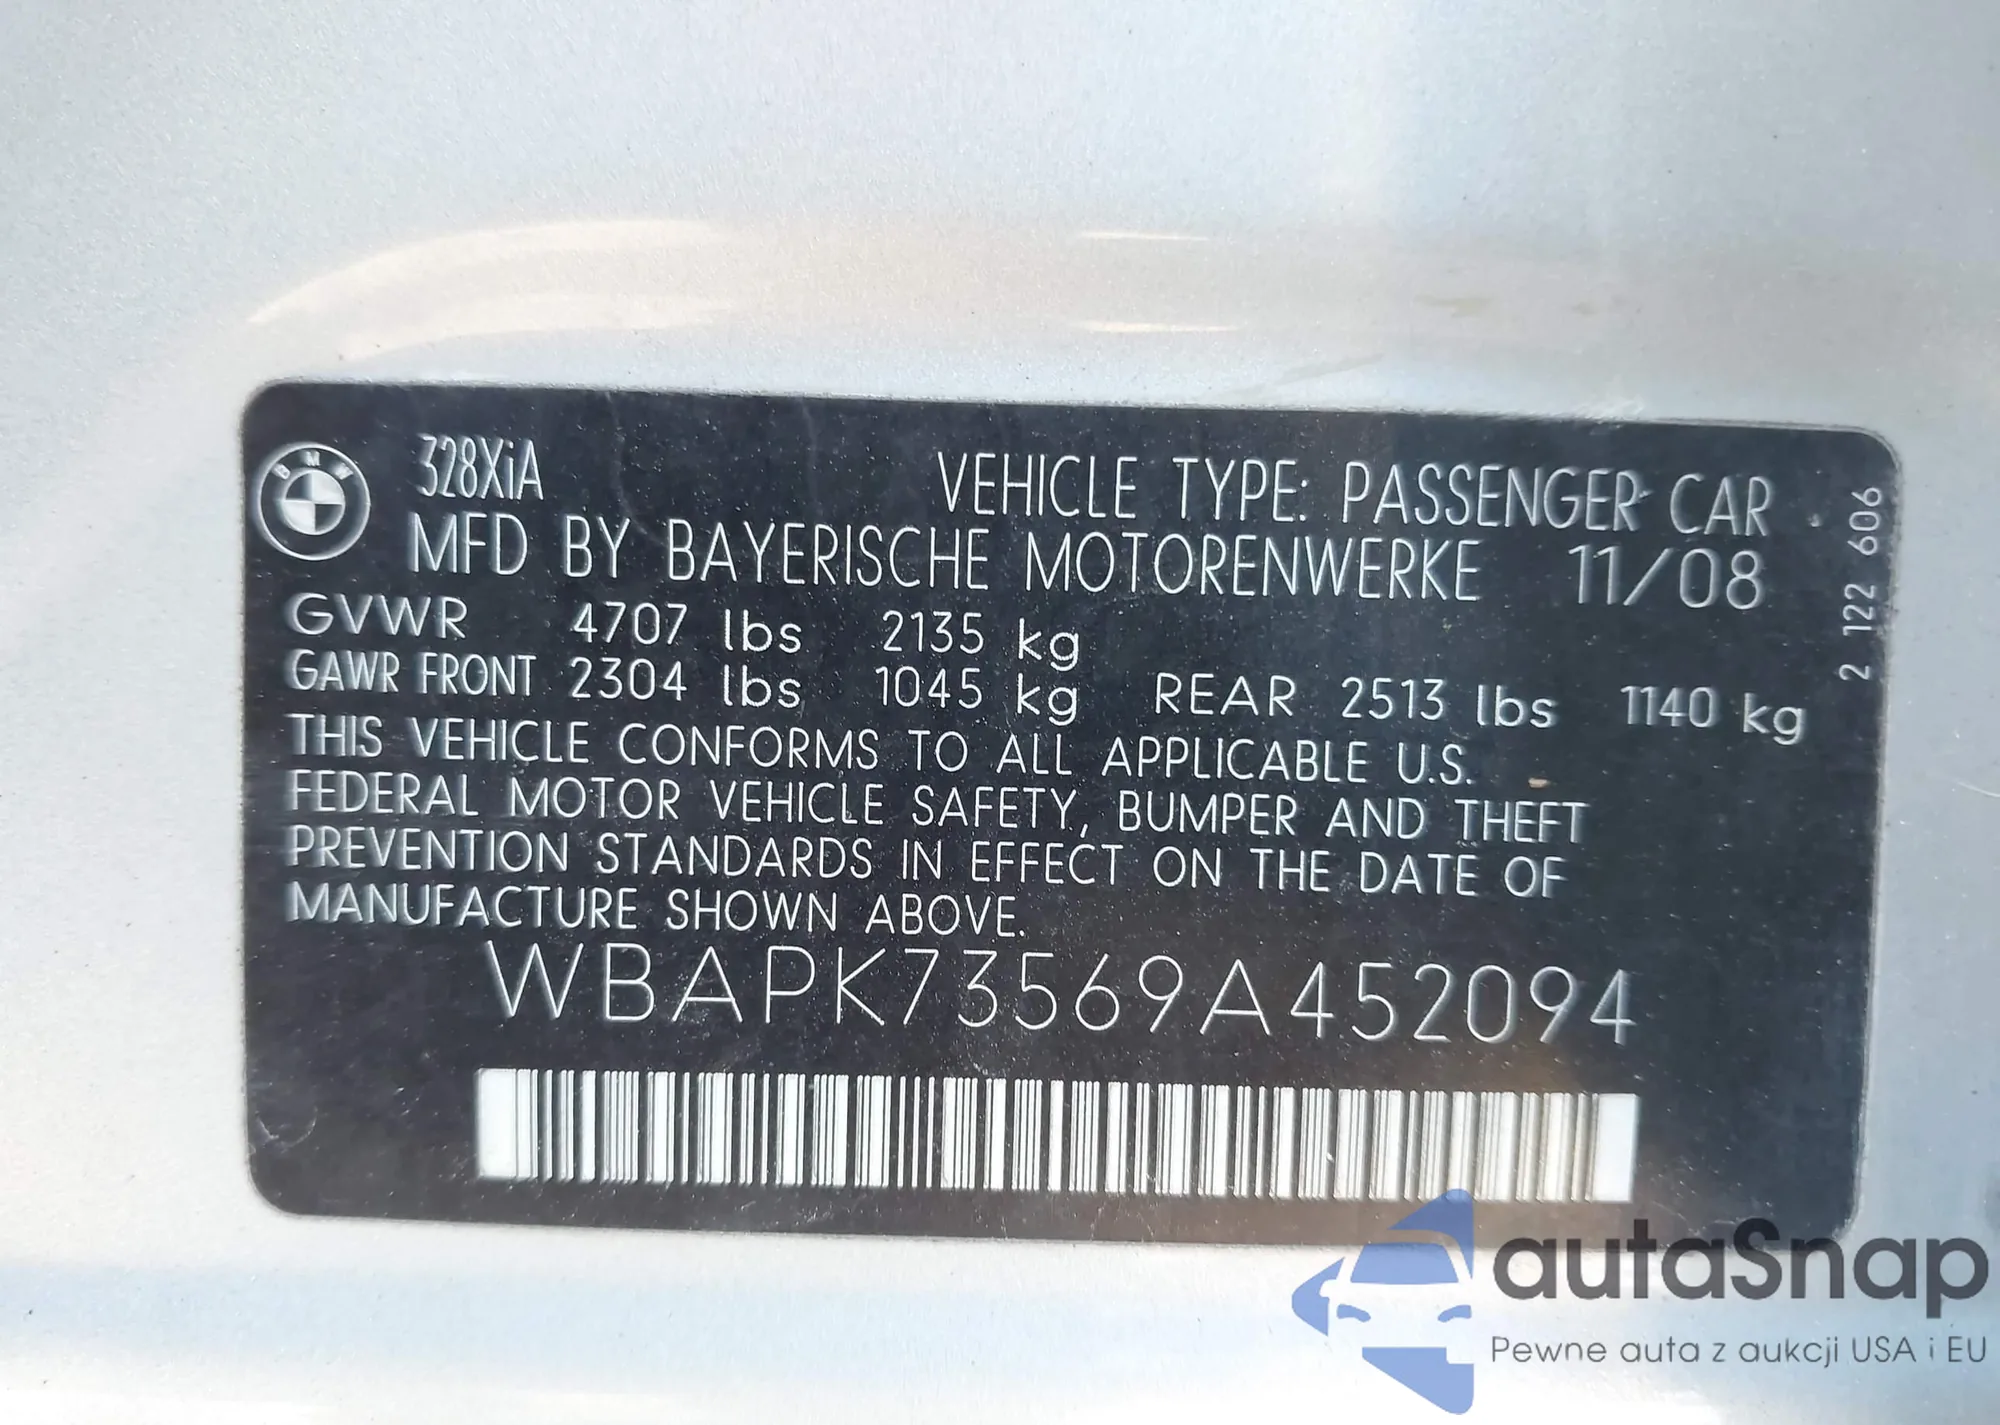 BMW
328XiA
VEHICLE TYPE: PASSENGER CAR
MFD BY BAYERISCHE MOTORENWERKE 11/08
GVWR 4707 lbs 2135 kg
GAWR FRONT 2304 lbs 1045 kg REAR 2513 lbs 1140 kg
THIS VEHICLE CONFORMS TO ALL APPLICABLE U.S.
FEDERAL MOTOR VEHICLE SAFETY, BUMPER AND THEFT
PREVENTION STANDARDS IN EFFECT ON THE DATE OF
MANUFACTURE SHOWN ABOVE.
WBAPK73569A452094
2 122 606
autaSnap
Pewne auta z aukcji USA i EU